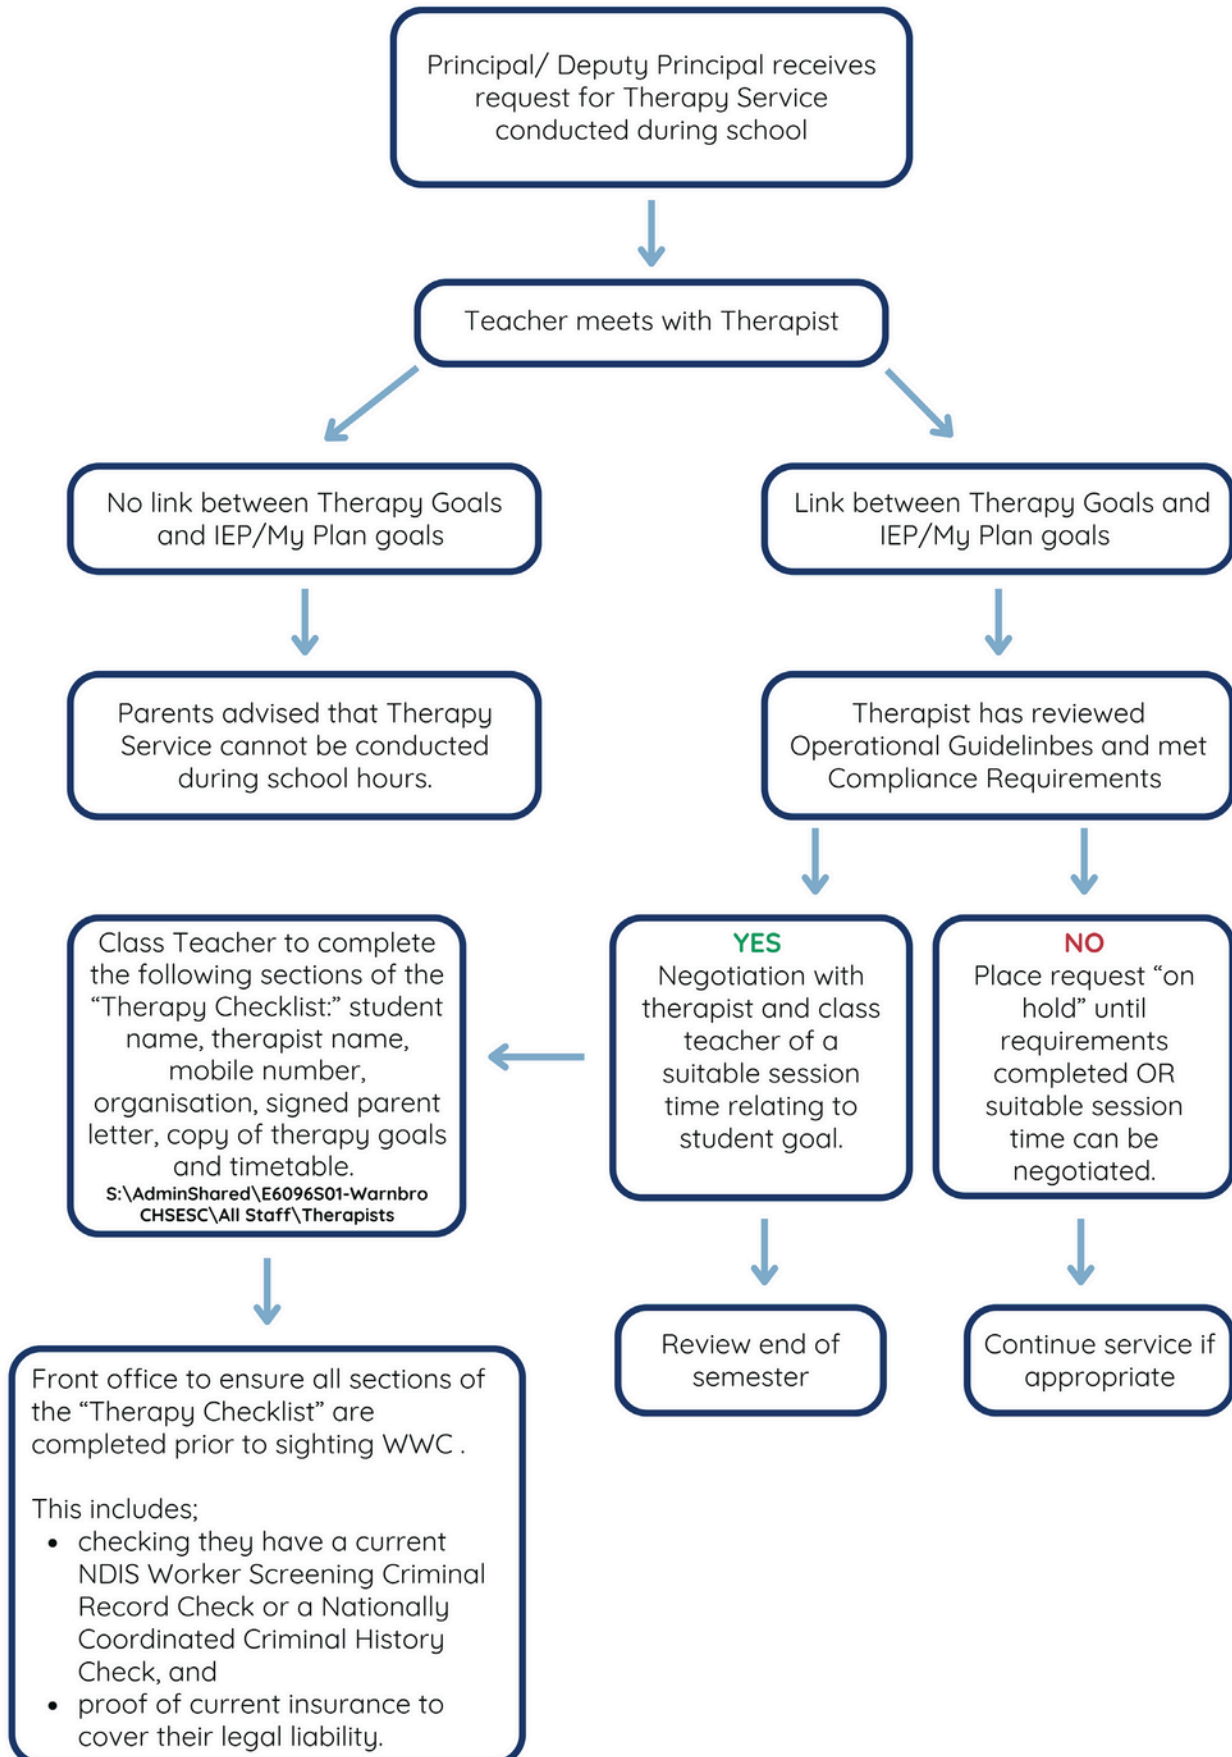 Principal/ Deputy Principal receives
request for Therapy Service
conducted during school
Teacher meets with Therapist
No link between Therapy Goals
and IEP/My Plan goals
Link between Therapy Goals and
IEP/My Plan goals
Parents advised that Therapy
Service cannot be conducted
during school hours.
Therapist has reviewed
Operational Guidelinbes and met
Compliance Requirements
Class Teacher to complete
the following sections of the
“Therapy Checklist:” student
name, therapist name,
mobile number,
organisation, signed parent
letter, copy of therapy goals
and timetable.
S:\AdminShared\E6096S01-Warnbro
CHSESC\All Staff\Therapists
YES
Negotiation with
therapist and class
teacher of a
suitable session
time relating to
student goal.
NO
Place request “on
hold” until
requirements
completed OR
suitable session
time can be
negotiated.
Review end of
semester
Continue service if
appropriate
Front office to ensure all sections of
the “Therapy Checklist” are
completed prior to sighting WWC .
This includes;
• checking they have a current
NDIS Worker Screening Criminal
Record Check or a Nationally
Coordinated Criminal History
Check, and
• proof of current insurance to
cover their legal liability.